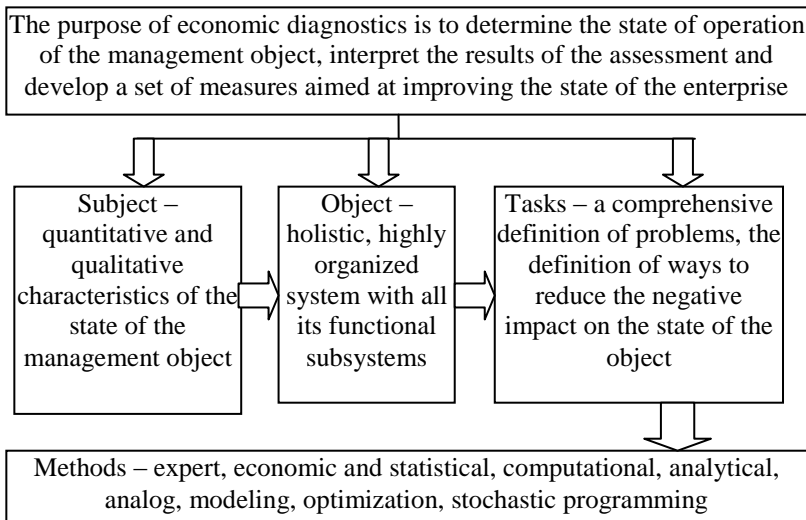 The purpose of economic diagnostics is to determine the state of operation
of the management object, interpret the results of the assessment and
develop a set of measures aimed at improving the state of the enterprise
Subject –
quantitative and
qualitative
characteristics of the
state of the
management object
Object –
holistic, highly
organized
system with all
its functional
subsystems
Tasks – a comprehensive
definition of problems, the
definition of ways to
reduce the negative
impact on the state of the
object
Methods – expert, economic and statistical, computational, analytical,
analog, modeling, optimization, stochastic programming